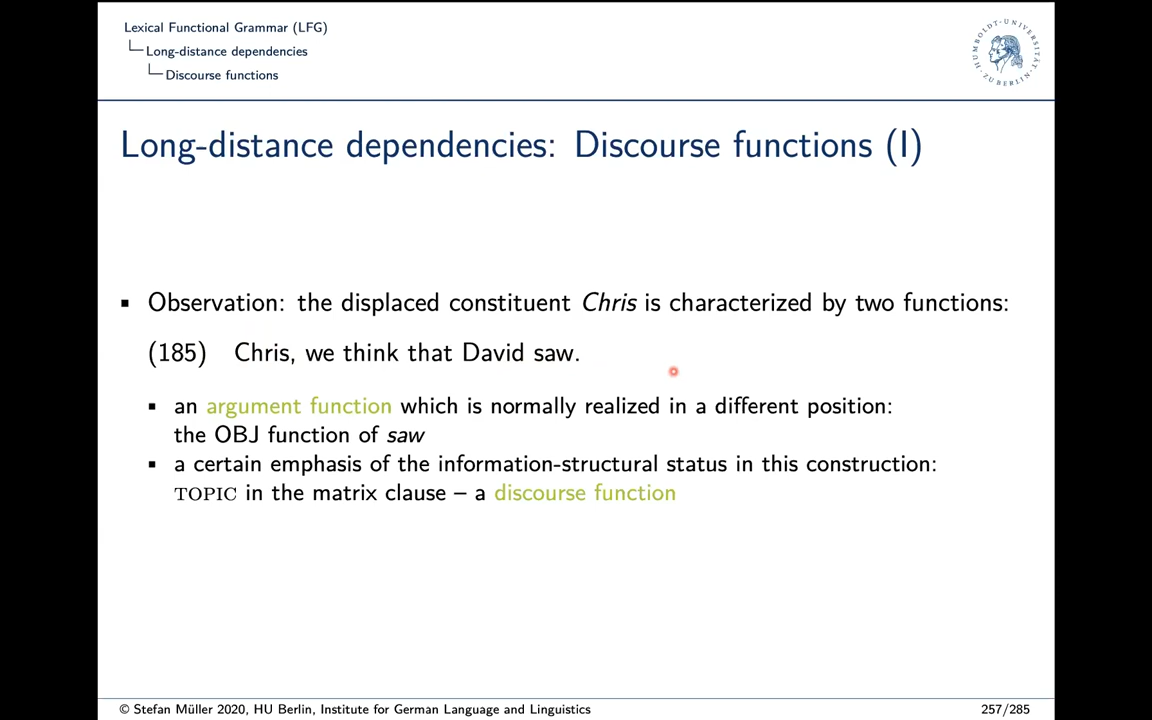 Lexical Functional Grammar (LFG)
Long-distance dependencies
Discourse functions
HUMBOLDT-UNIVERSITÄT
ZU BERLIN
Long-distance dependencies: Discourse functions (I)
▪ Observation: the displaced constituent Chris is characterized by two functions:
(185) Chris, we think that David saw.
▪ an argument function which is normally realized in a different position:
the OBJ function of saw
▪ a certain emphasis of the information-structural status in this construction:
TOPIC in the matrix clause – a discourse function
© Stefan Müller 2020, HU Berlin, Institute for German Language and Linguistics
257/285